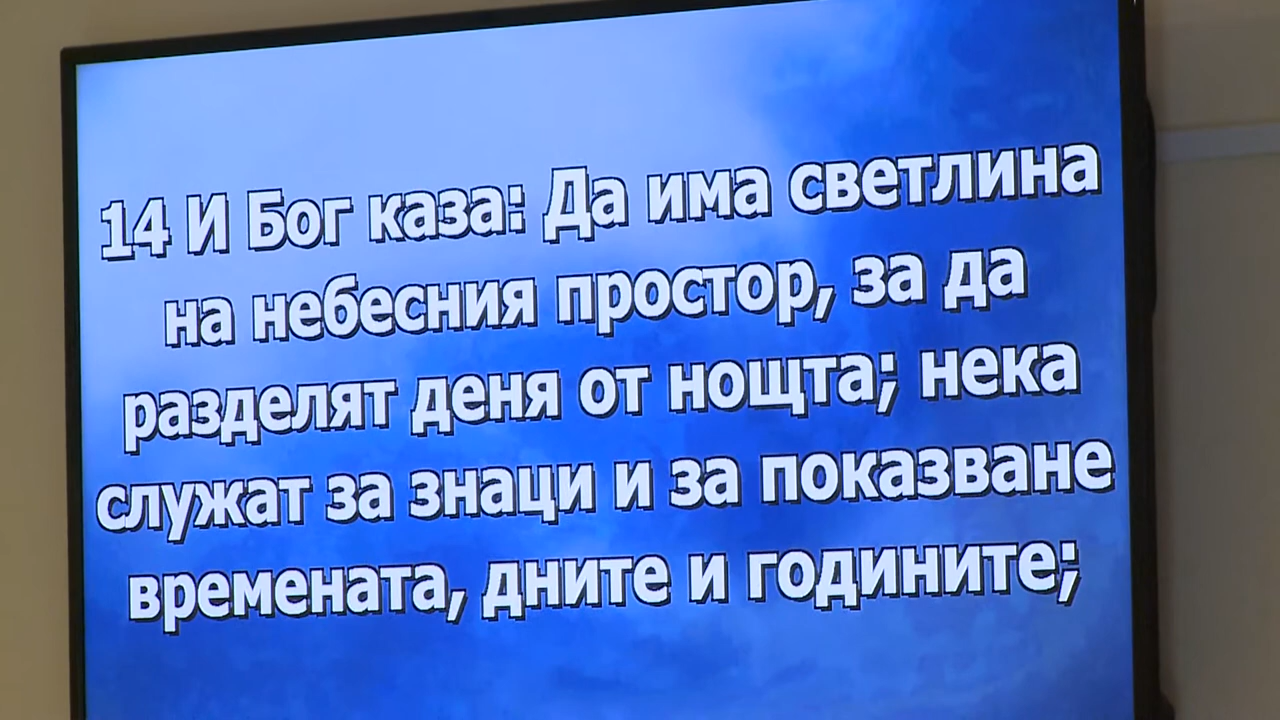 14 И Бог каза: Да има светлина
на небесния простор, за да
разделят деня от нощта; нека
служат за знаци и за показване
времената, дните и годините;